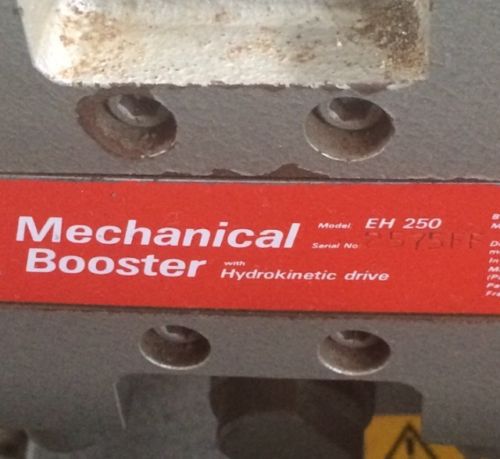 Mechanical
Booster with Hydrokinetic drive
Model EH 250
Serial No.